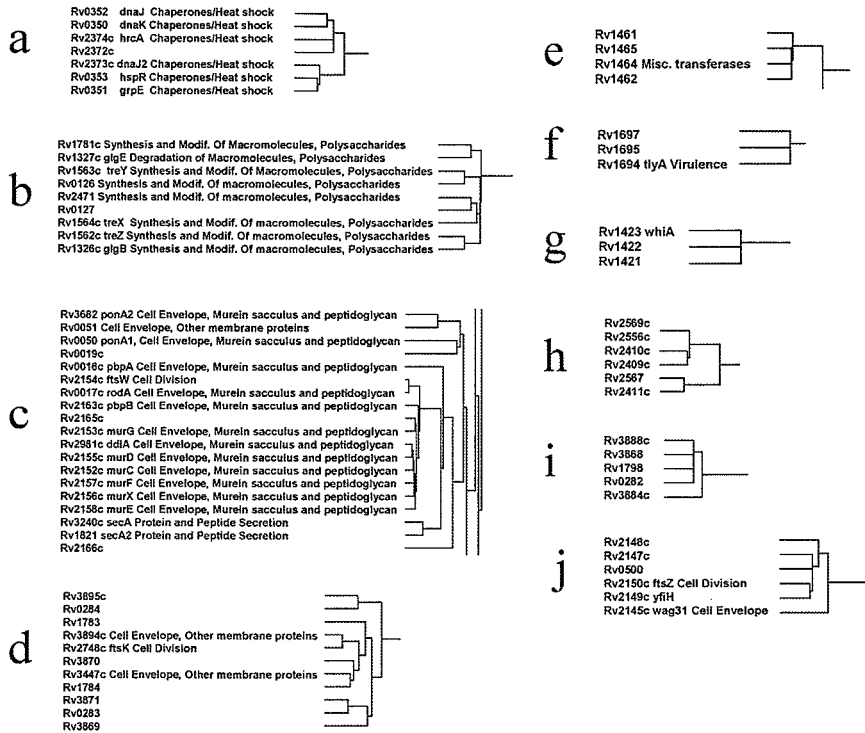 a
Rv0352 dnaJ Chaperones/Heat shock
Rv0350 dnaK Chaperones/Heat shock
Rv2374c hrcA Chaperones/Heat shock
Rv2372c
Rv2373c dnaJ2 Chaperones/Heat shock
Rv0353 hspR Chaperones/Heat shock
Rv0351 grpE Chaperones/Heat shock
b
Rv1781c Synthesis and Modif. Of Macromolecules, Polysaccharides
Rv1327c glgE Degradation of Macromolecules, Polysaccharides
Rv1563c treY Synthesis and Modif. Of Macromolecules, Polysaccharides
Rv0126 Synthesis and Modif. Of macromolecules, Polysaccharides
Rv2471 Synthesis and Modif. Of macromolecules, Polysaccharides
Rv0127
Rv1564c treX Synthesis and Modif. Of macromolecules, Polysaccharides
Rv1562c treZ Synthesis and Modif. Of macromolecules, Polysaccharides
Rv1326c glgB Synthesis and Modif. Of macromolecules, Polysaccharides
c
Rv3682 ponA2 Cell Envelope, Murein sacculus and peptidoglycan
Rv0051 Cell Envelope, Other membrane proteins
Rv0050 ponA1, Cell Envelope, Murein sacculus and peptidoglycan
Rv0019c
Rv0016c pbpA Cell Envelope, Murein sacculus and peptidoglycan
Rv2154c ftsW Cell Division
Rv0017c rodA Cell Envelope, Murein sacculus and peptidoglycan
Rv2163c pbpB Cell Envelope, Murein sacculus and peptidoglycan
Rv2165c
Rv2153c murG Cell Envelope, Murein sacculus and peptidoglycan
Rv2981c ddlA Cell Envelope, Murein sacculus and peptidoglycan
Rv2155c murD Cell Envelope, Murein sacculus and peptidoglycan
Rv2152c murC Cell Envelope, Murein sacculus and peptidoglycan
Rv2157c murF Cell Envelope, Murein sacculus and peptidoglycan
Rv2156c murX Cell Envelope, Murein sacculus and peptidoglycan
Rv2158c murE Cell Envelope, Murein sacculus and peptidoglycan
Rv3240c secA Protein and Peptide Secretion
Rv1821 secA2 Protein and Peptide Secretion
Rv2166c
d
Rv3895c
Rv0284
Rv1783
Rv3894c Cell Envelope, Other membrane proteins
Rv2748c ftsK Cell Division
Rv3870
Rv3447c Cell Envelope, Other membrane proteins
Rv1784
Rv3871
Rv0283
Rv3869
e
Rv1461
Rv1465
Rv1464 Misc. transferases
Rv1462
f
Rv1697
Rv1695
Rv1694 tlyA Virulence
g
Rv1423 whiA
Rv1422
Rv1421
h
Rv2569c
Rv2556c
Rv2410c
Rv2409c
Rv2567
Rv2411c
i
Rv3888c
Rv3868
Rv1798
Rv0282
Rv3884c
j
Rv2148c
Rv2147c
Rv0500
Rv2150c ftsZ Cell Division
Rv2149c yfiH
Rv2145c wag31 Cell Envelope